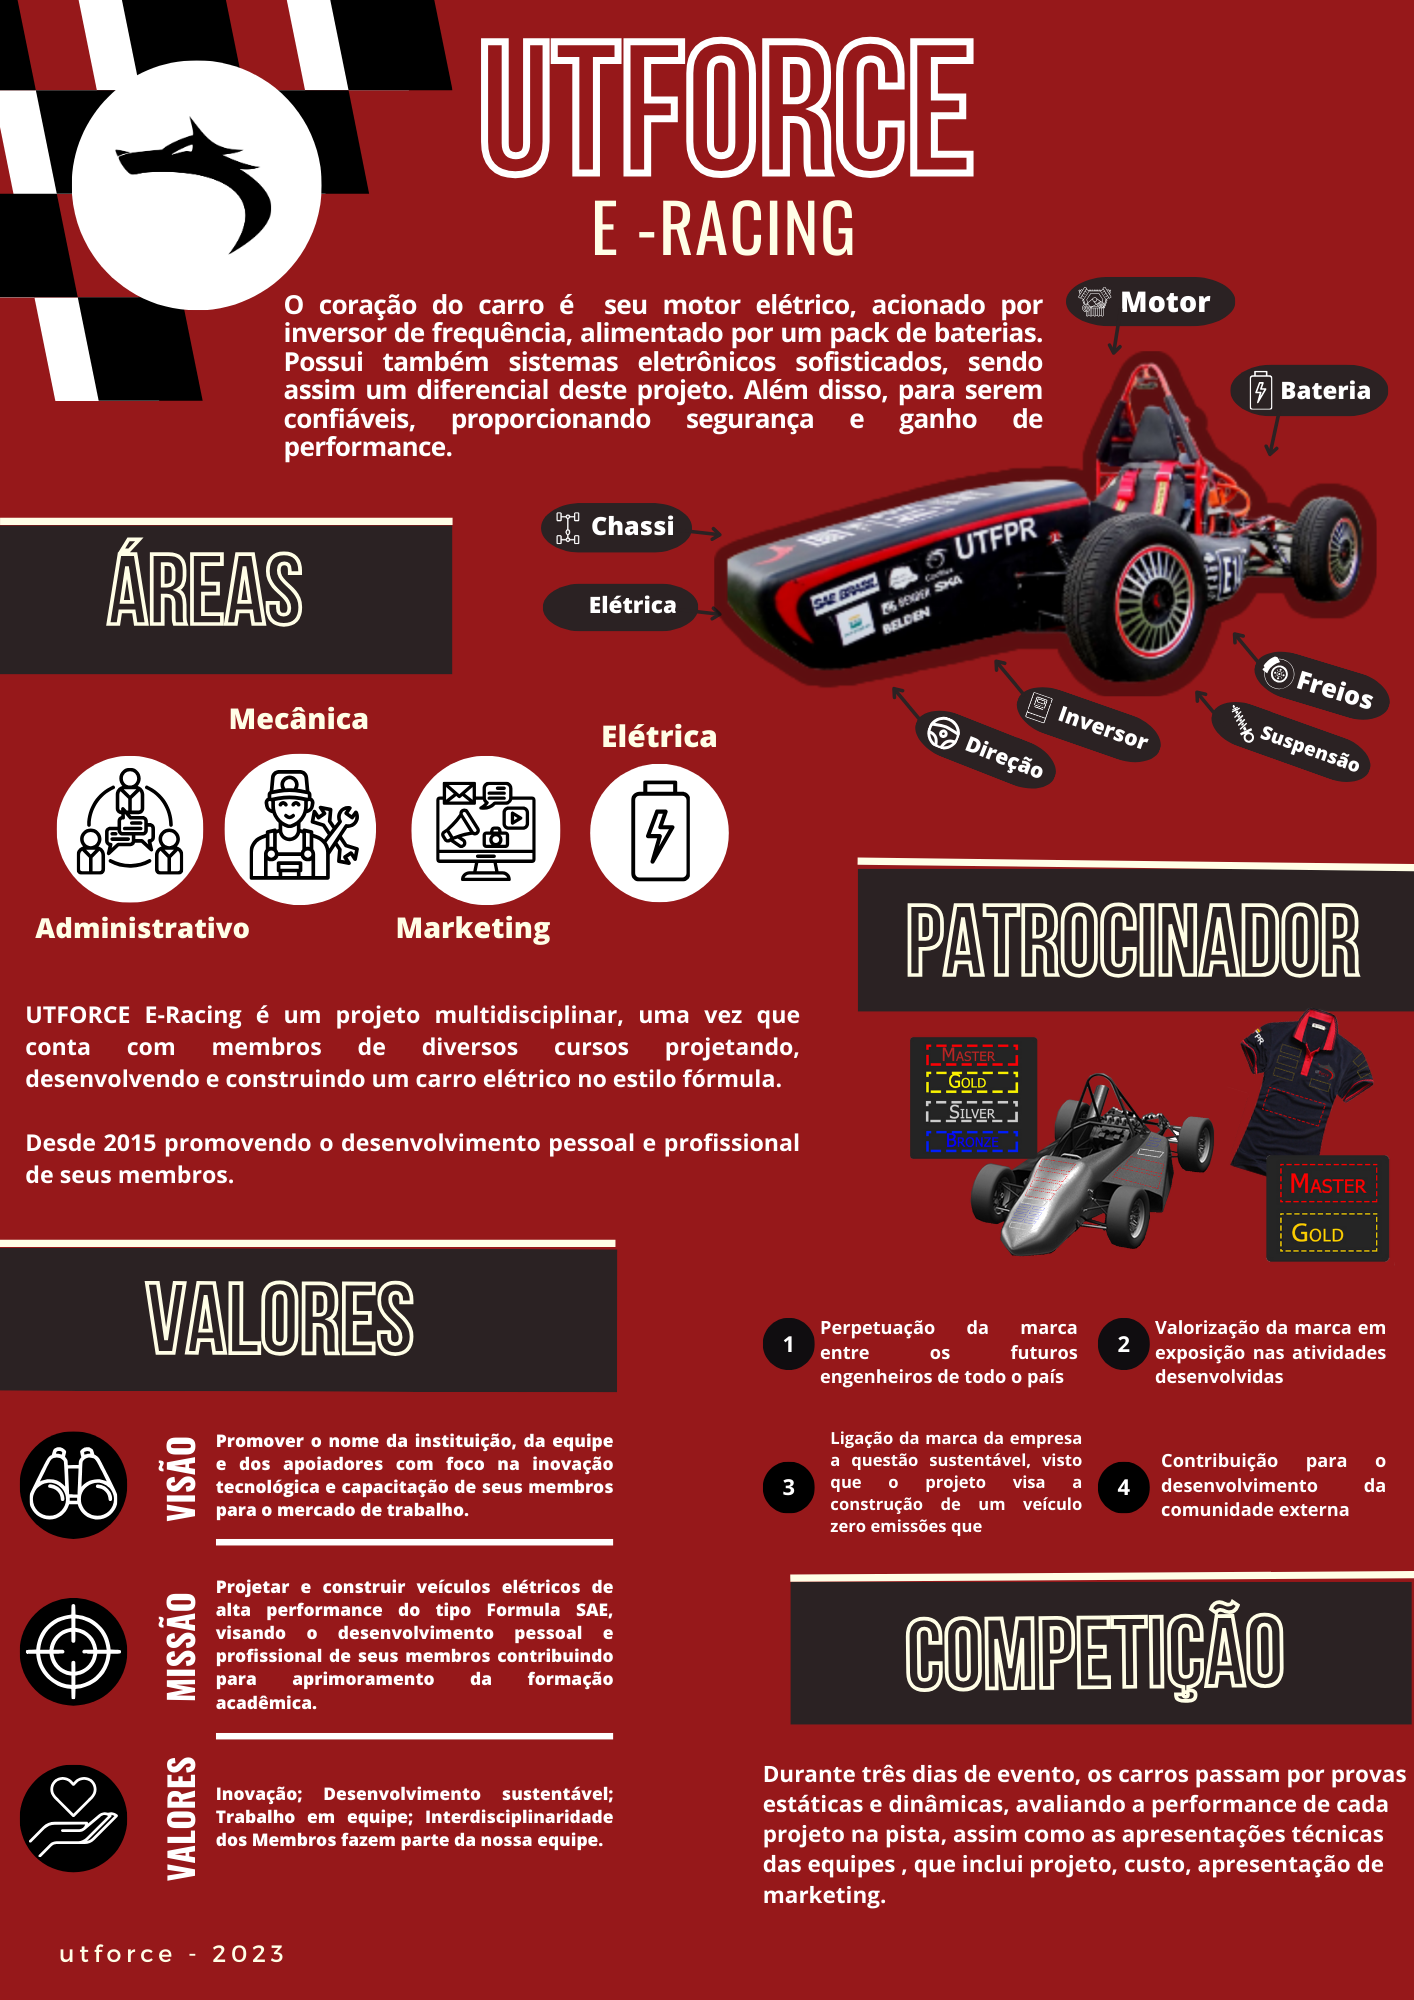 UTFORCE
E -RACING
O coração do carro é seu motor elétrico, acionado por
inversor de frequência, alimentado por um pack de baterias.
Possui também sistemas eletrônicos sofisticados, sendo
assim um diferencial deste projeto. Além disso, para serem
confiáveis, proporcionando segurança e ganho de
performance.
Motor
Bateria
Chassi
Elétrica
UTFPR
SAE BRASIL
BENDER
SKA
BELDEN
E1
Freios
Suspensão
Inversor
Direção
ÁREAS
Mecânica
Elétrica
Administrativo
Marketing
UTFORCE E-Racing é um projeto multidisciplinar, uma vez que
conta com membros de diversos cursos projetando,
desenvolvendo e construindo um carro elétrico no estilo fórmula.
Desde 2015 promovendo o desenvolvimento pessoal e profissional
de seus membros.
PATROCINADOR
MASTER
GOLD
SILVER
BRONZE
MASTER
GOLD
1
Perpetuação da marca
entre os futuros
engenheiros de todo o país
2
Valorização da marca em
exposição nas atividades
desenvolvidas
3
Ligação da marca da empresa
a questão sustentável, visto
que o projeto visa a
construção de um veículo
zero emissões que
4
Contribuição para o
desenvolvimento da
comunidade externa
VALORES
VISÃO
Promover o nome da instituição, da equipe
e dos apoiadores com foco na inovação
tecnológica e capacitação de seus membros
para o mercado de trabalho.
MISSÃO
Projetar e construir veículos elétricos de
alta performance do tipo Formula SAE,
visando o desenvolvimento pessoal e
profissional de seus membros contribuindo
para aprimoramento da formação
acadêmica.
VALORES
Inovação; Desenvolvimento sustentável;
Trabalho em equipe; Interdisciplinaridade
dos Membros fazem parte da nossa equipe.
COMPETIÇÃO
Durante três dias de evento, os carros passam por provas
estáticas e dinâmicas, avaliando a performance de cada
projeto na pista, assim como as apresentações técnicas
das equipes , que inclui projeto, custo, apresentação de
marketing.
utforce - 2023